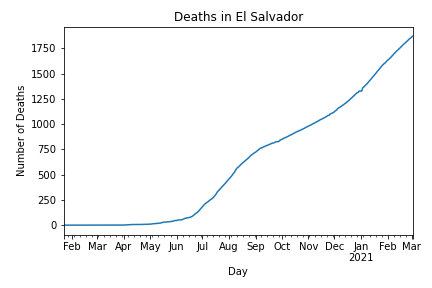 Deaths in El Salvador
Number of Deaths
1750
1500
1250
1000
750
500
250
0
Feb Mar Apr May Jun Jul Aug Sep Oct Nov Dec Jan Feb Mar
2021
Day